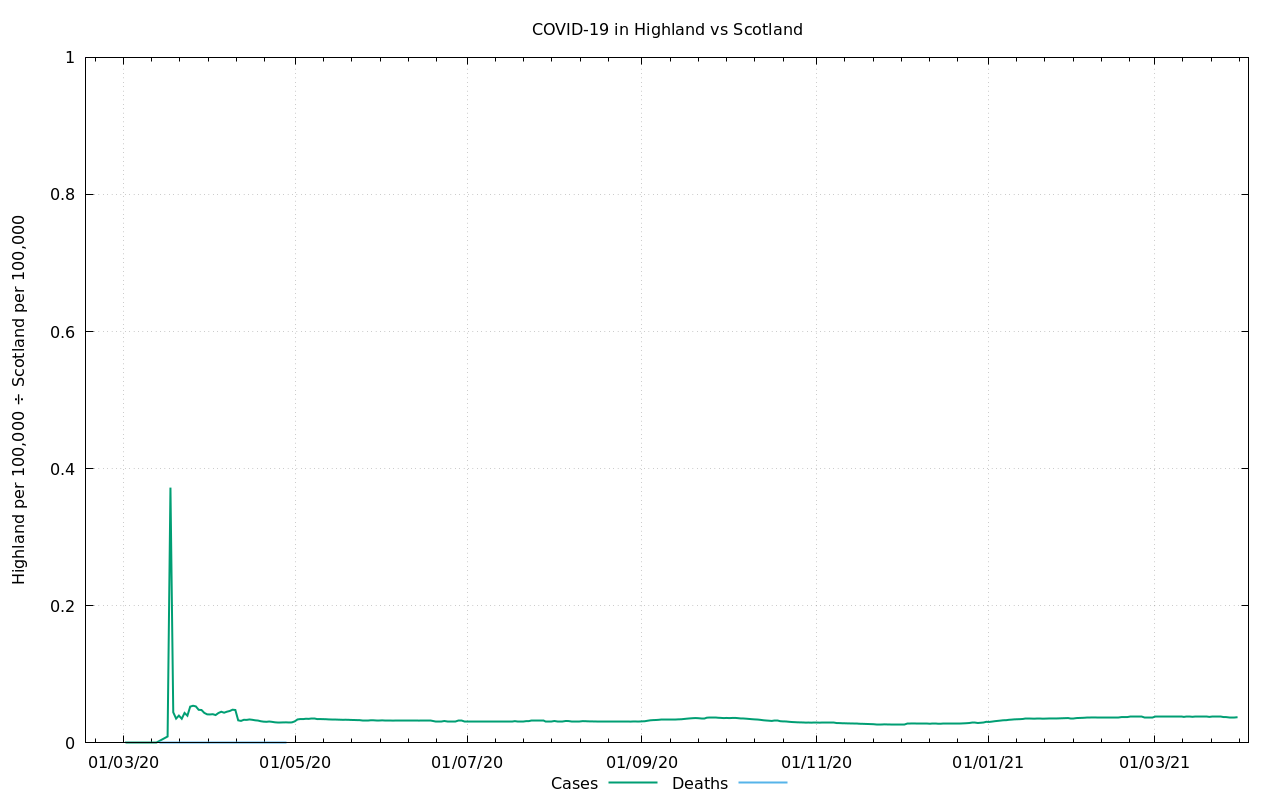 COVID-19 in Highland vs Scotland
Highland per 100,000 ÷ Scotland per 100,000
1
0.8
0.6
0.4
0.2
0
01/03/20 01/05/20 01/07/20 01/09/20 01/11/20 01/01/21 01/03/21
Cases Deaths